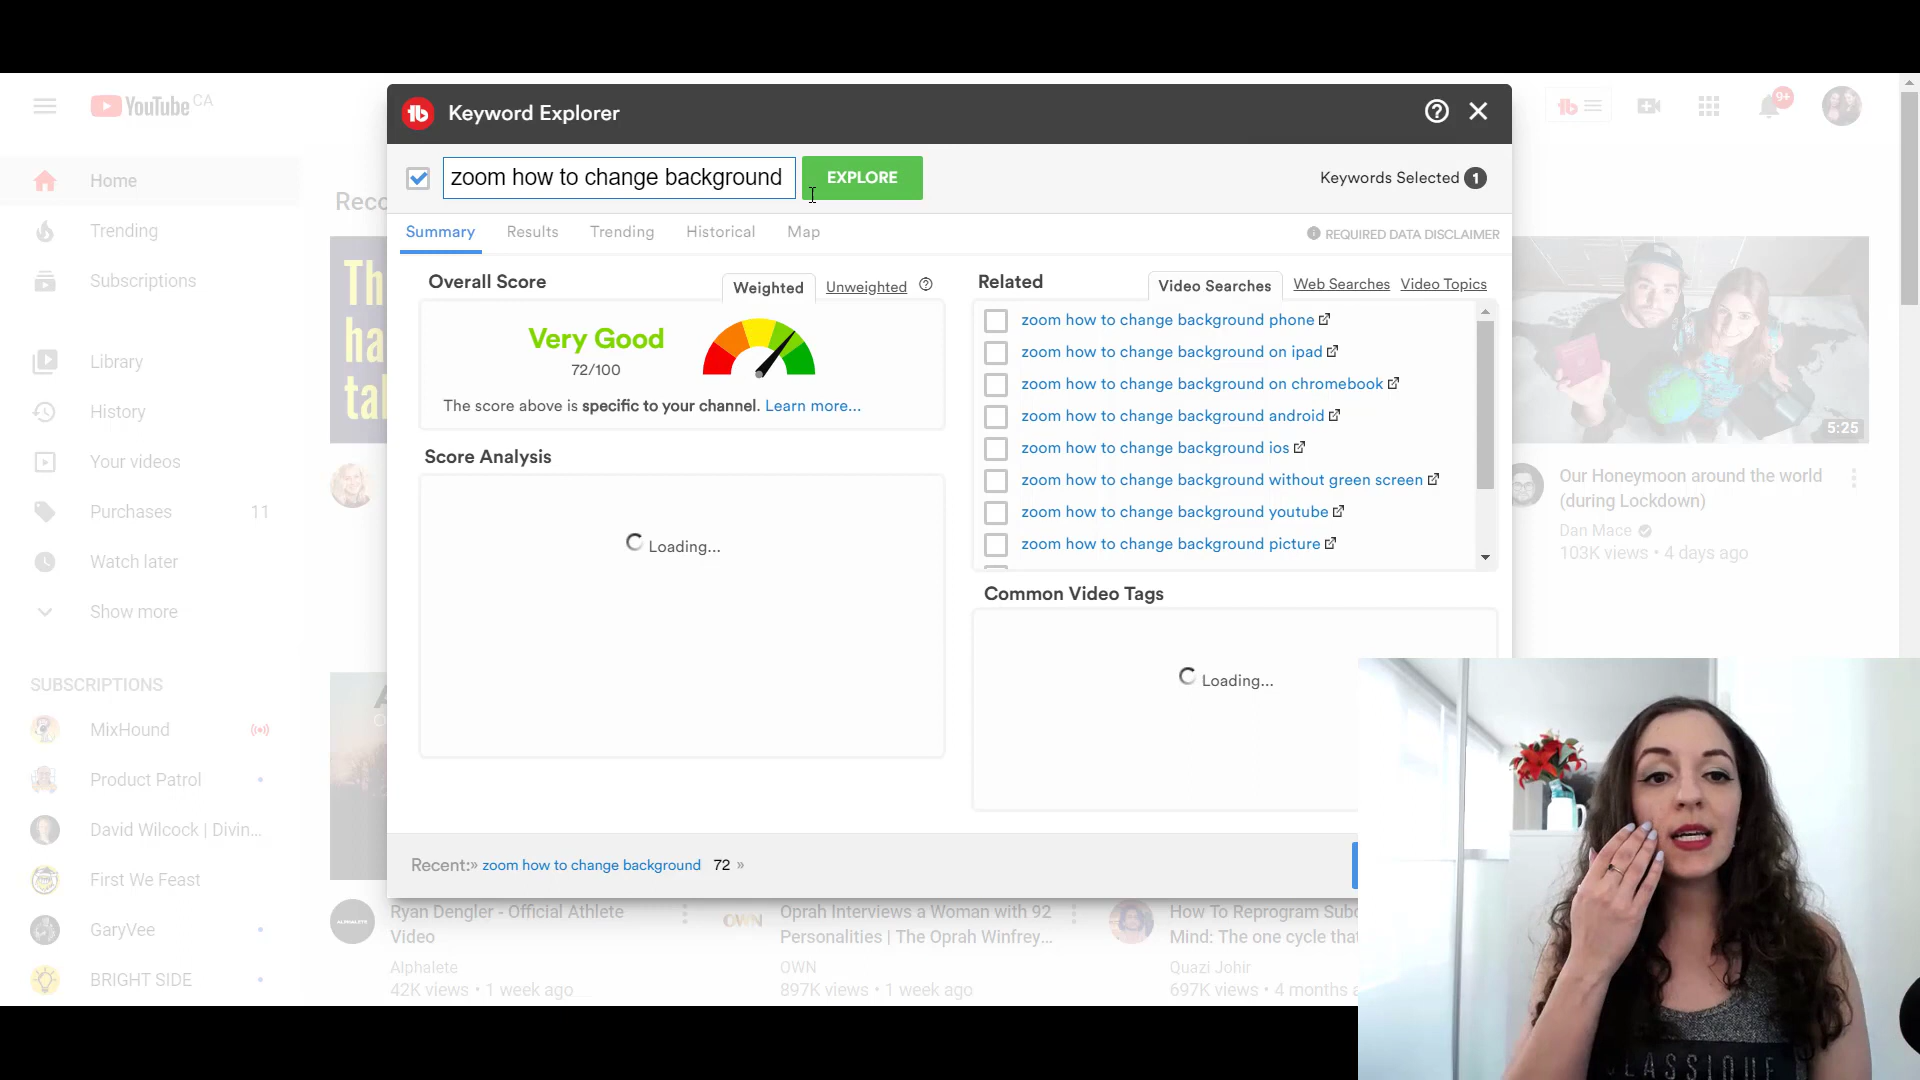 YouTube CA
Home
Trending
Subscriptions
Library
History
Your videos
Purchases 11
Watch later
Show more
SUBSCRIPTIONS
MixHound
Product Patrol
David Wilcock | Divin...
First We Feast
GaryVee
BRIGHT SIDE
9+
Keyword Explorer
zoom how to change background
EXPLORE
Keywords Selected 1
Summary
Results
Trending
Historical
Map
REQUIRED DATA DISCLAIMER
Overall Score
Weighted
Unweighted
Very Good
72/100
The score above is specific to your channel. Learn more...
Score Analysis
Loading...
Related
Video Searches
Web Searches
Video Topics
zoom how to change background phone
zoom how to change background on ipad
zoom how to change background on chromebook
zoom how to change background android
zoom how to change background ios
zoom how to change background without green screen
zoom how to change background youtube
zoom how to change background picture
Common Video Tags
Loading...
Recent:» zoom how to change background 72 »
5:25
Our Honeymoon around the world
(during Lockdown)
Dan Mace
103K views • 4 days ago
Ryan Dengler - Official Athlete
Video
Alphalete
42K views • 1 week ago
OWN
Oprah Interviews a Woman with 92
Personalities | The Oprah Winfrey...
OWN
897K views • 1 week ago
How To Reprogram Subc
Mind: The one cycle that
Quazi Johir
697K views • 4 months a
CLASSIQUE